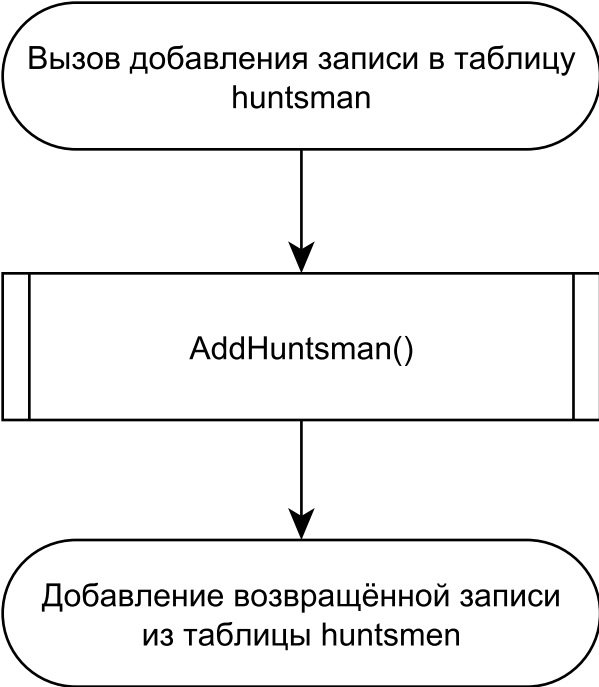 Вызов добавления записи в таблицу
huntsman
AddHuntsman()
Добавление возвращённой записи
из таблицы huntsmen